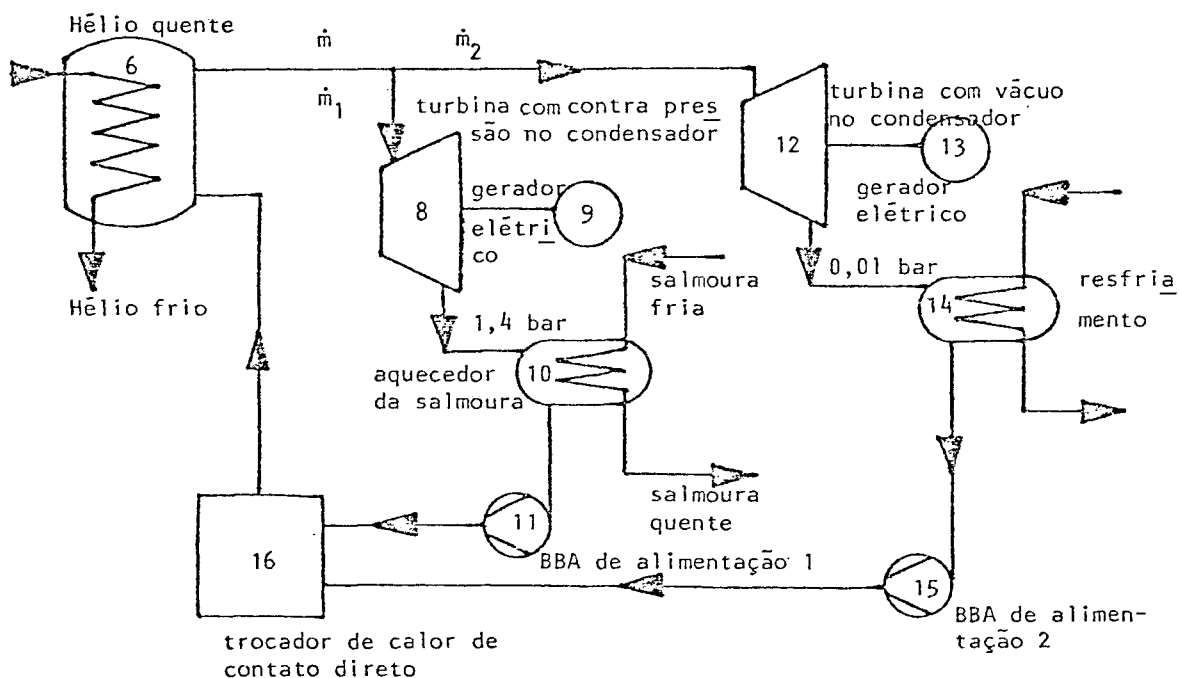 Hélio quente
6
ṁ
ṁ2
ṁ1
turbina com contra pres
são no condensador
turbina com vácuo
no condensador
12
13
gerador
elétrico
8
gerador
elétri
co
9
Hélio frio
salmoura
fria
0,01 bar
14
resfria
mento
1,4 bar
10
aquecedor
da salmoura
salmoura
quente
11
BBA de alimentação 1
16
15
BBA de alimen-
tação 2
trocador de calor de
contato direto